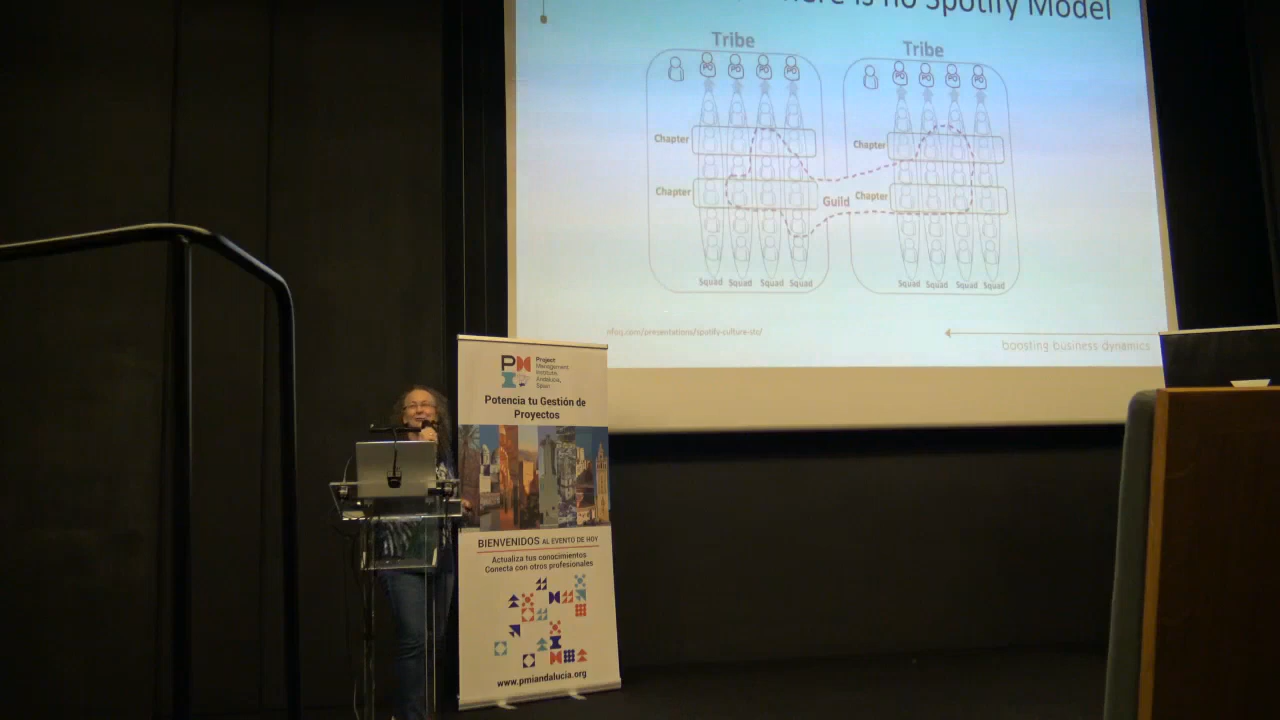 is no Spotify Model
Tribe
Tribe
PO PO PO PO
PO PO PO PO
Chapter
Chapter
Chapter
Guild
Chapter
Squad Squad Squad Squad
Squad Squad Squad Squad
nfoq.com/presentations/spotify-culture-stc/
boosting business dynamics
PM
Project
Management
Institute,
Andalucía,
Spain
Potencia tu Gestión de
Proyectos
BIENVENIDOS AL EVENTO DE HOY
Actualiza tus conocimientos
Conecta con otros profesionales
www.pmiandalucia.org